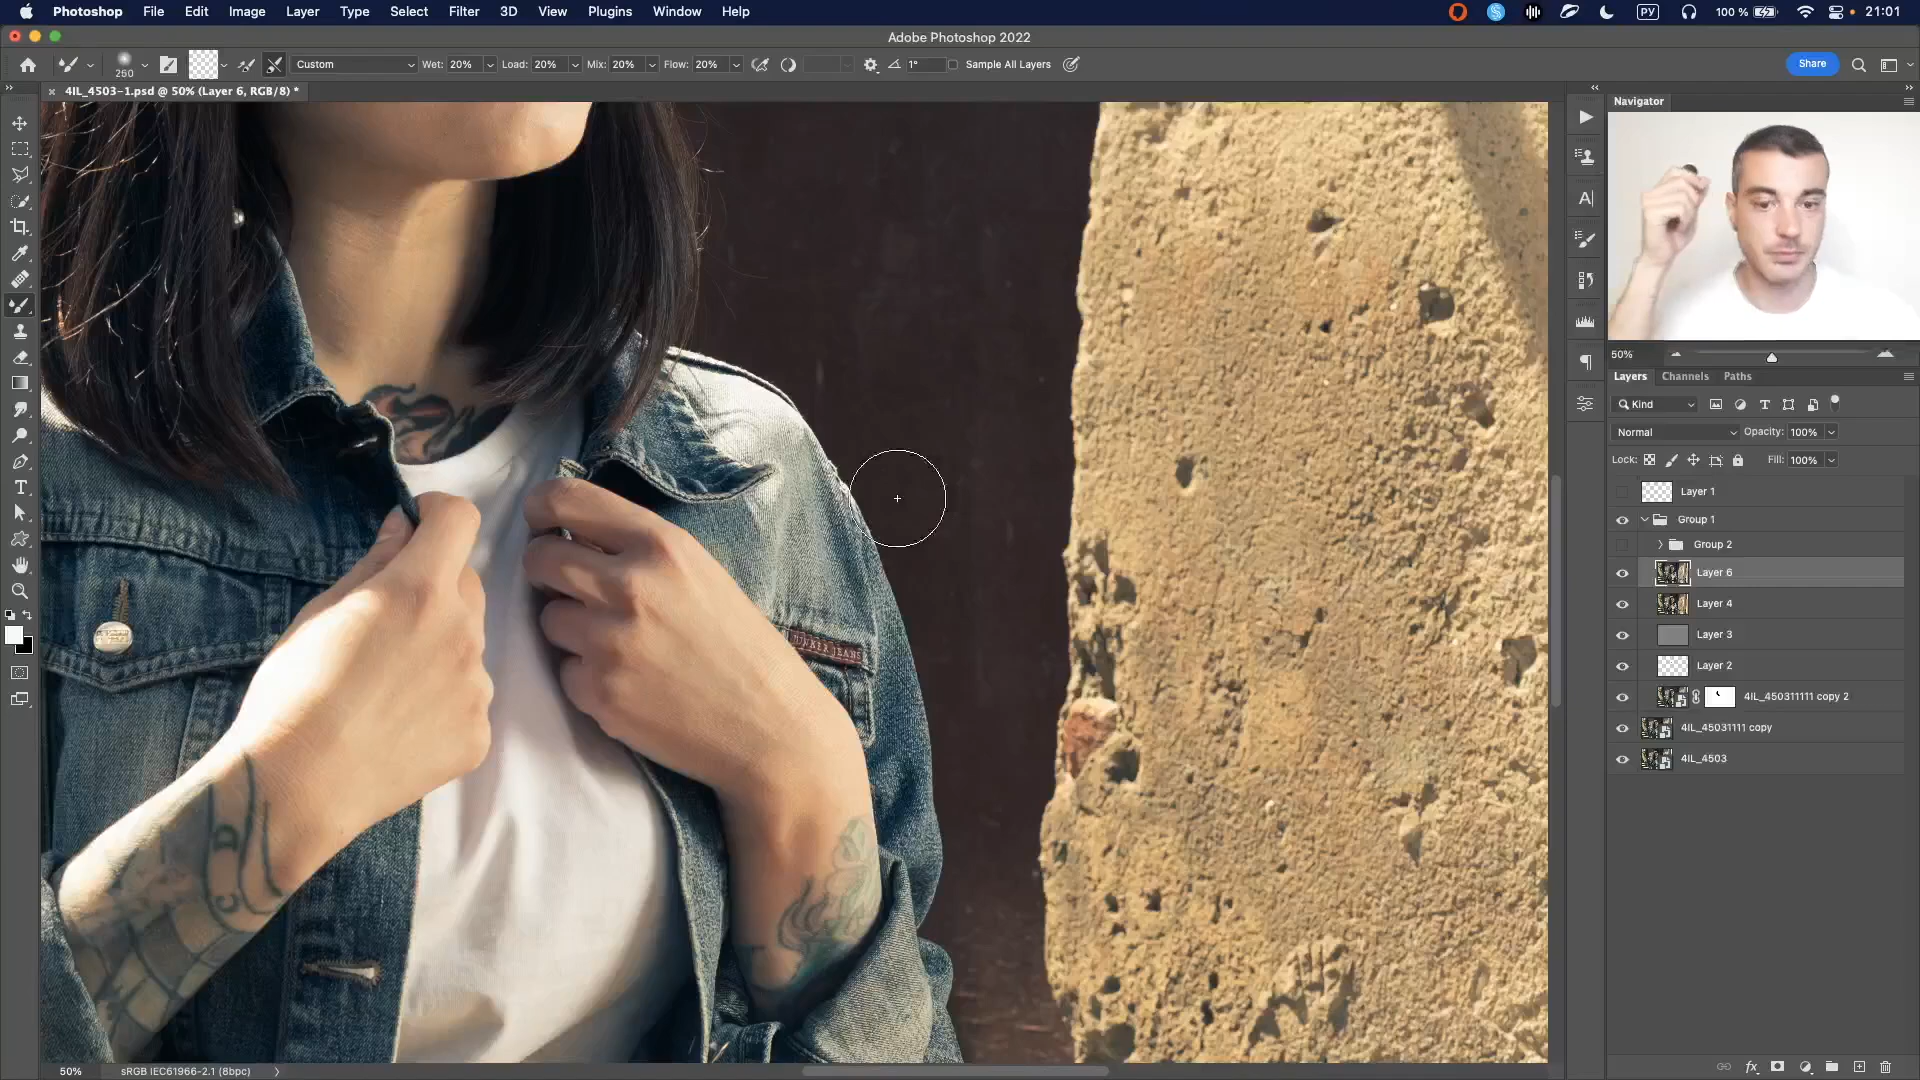 Photoshop File Edit Image Layer Type Select Filter 3D View Plugins Window Help РУ 100 % 21:01
Adobe Photoshop 2022
250 Custom Wet: 20% Load: 20% Mix: 20% Flow: 20% 1° Sample All Layers Share
4IL_4503-1.psd @ 50% (Layer 6, RGB/8) *
Navigator
50%
Layers Channels Paths
Kind
Normal Opacity: 100%
Lock: Fill: 100%
Layer 1
Group 1
Group 2
Layer 6
Layer 4
Layer 3
Layer 2
4IL_450311111 copy 2
4IL_45031111 copy
4IL_4503
50% sRGB IEC61966-2.1 (8bpc)